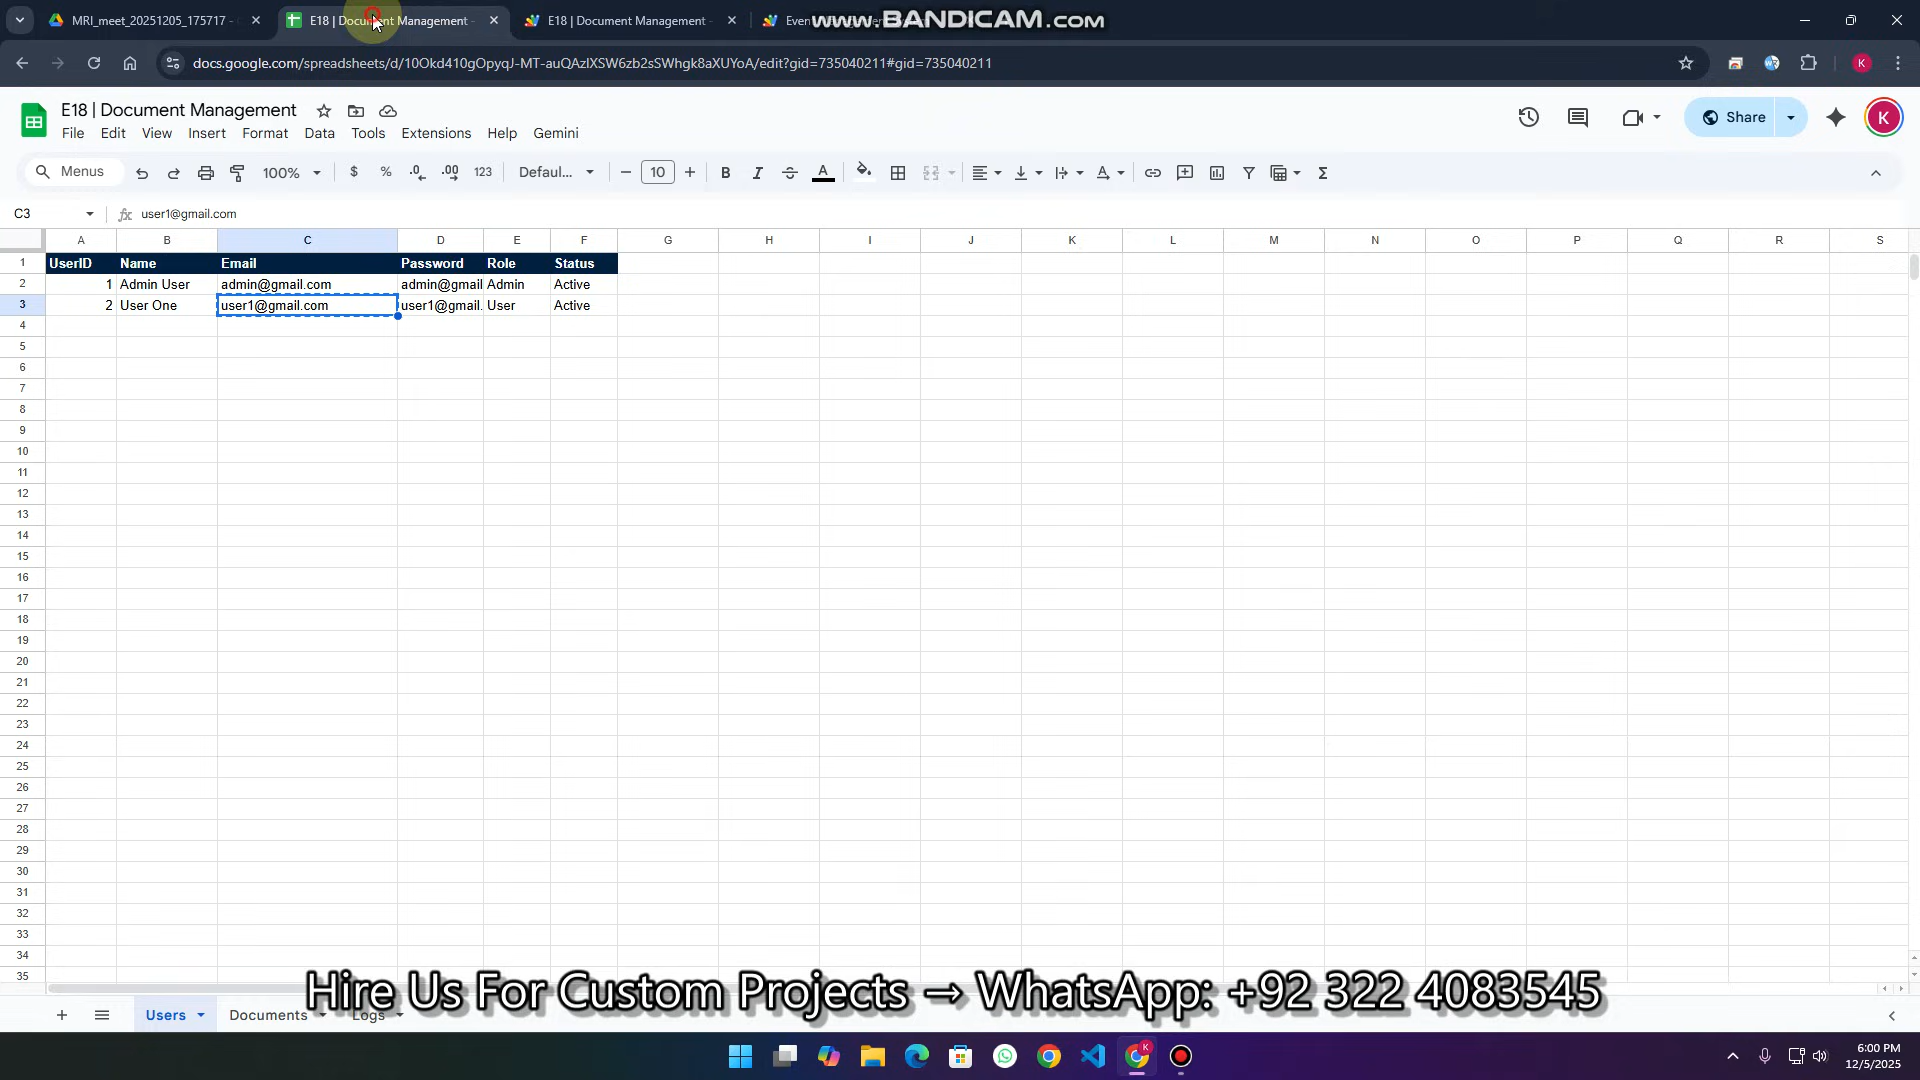 MRI_meet_20251205_175717 -
E18 | Document Management -
E18 | Document Management -
www.BANDICAM.com
docs.google.com/spreadsheets/d/10Okd410gOpyqJ-MT-auQAzlXSW6zb2sSWhgk8aXUYoA/edit?gid=735040211#gid=735040211
K
E18 | Document Management
File Edit View Insert Format Data Tools Extensions Help Gemini
Share
K
Menus 100% $ % .0 .00 123 Defaul... 10 B I A
C3 fx user1@gmail.com
A B C D E F G H I J K L M N O P Q R S
1 UserID Name Email Password Role Status
2 1 Admin User admin@gmail.com admin@gmail Admin Active
3 2 User One user1@gmail.com user1@gmail. User Active
4
5
6
7
8
9
10
11
12
13
14
15
16
17
18
19
20
21
22
23
24
25
26
27
28
29
30
31
32
33
34
35
Hire Us For Custom Projects → WhatsApp: +92 322 4083545
Users Documents Logs
6:00 PM
12/5/2025